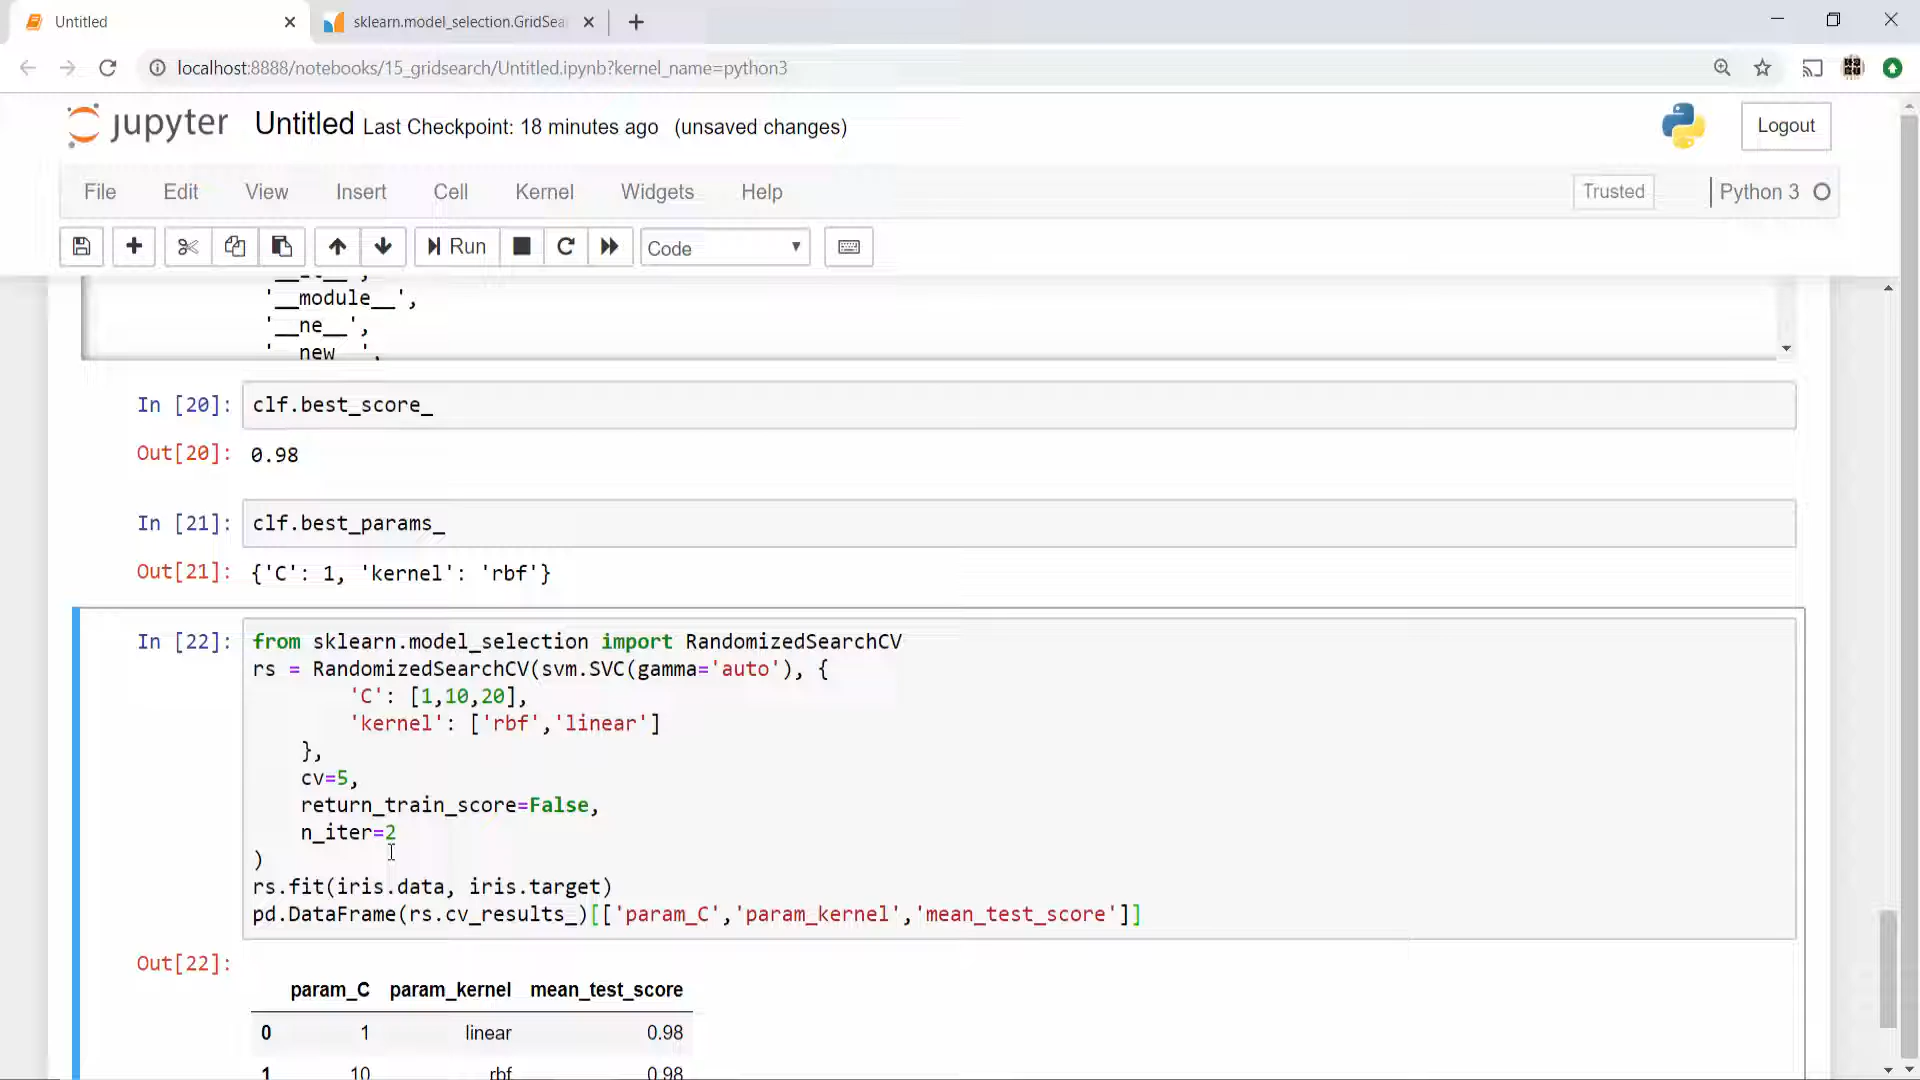 Untitled
sklearn.model_selection.GridSea
localhost:8888/notebooks/15_gridsearch/Untitled.ipynb?kernel_name=python3
jupyter Untitled Last Checkpoint: 18 minutes ago (unsaved changes)
Logout
File Edit View Insert Cell Kernel Widgets Help Trusted Python 3
Run Code
'__module__',
'__ne__',
'__new__',
In [20]: clf.best_score_
Out[20]: 0.98
In [21]: clf.best_params_
Out[21]: {'C': 1, 'kernel': 'rbf'}
In [22]: from sklearn.model_selection import RandomizedSearchCV
rs = RandomizedSearchCV(svm.SVC(gamma='auto'), {
'C': [1,10,20],
'kernel': ['rbf','linear']
},
cv=5,
return_train_score=False,
n_iter=2
)
rs.fit(iris.data, iris.target)
pd.DataFrame(rs.cv_results_)[['param_C','param_kernel','mean_test_score']]
Out[22]:
param_C param_kernel mean_test_score
0 1 linear 0.98
1 10 rbf 0.98